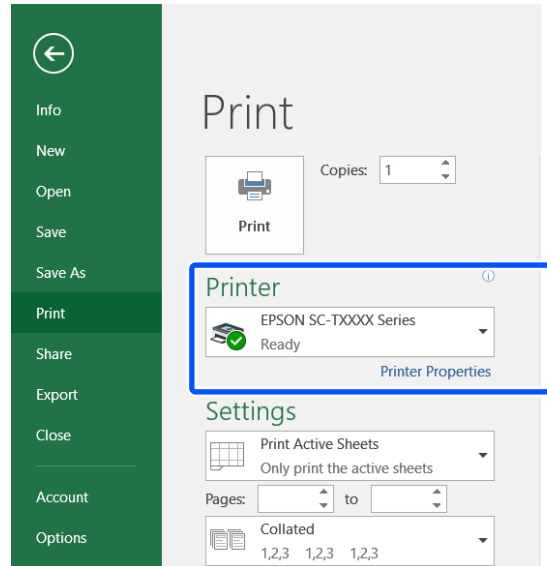 Info
New
Open
Save
Save As
Print
Share
Export
Close
Account
Options
Print
Copies: 1
Print
Printer
EPSON SC-TXXXX Series
Ready
Printer Properties
Settings
Print Active Sheets
Only print the active sheets
Pages: to
Collated
1,2,3 1,2,3 1,2,3